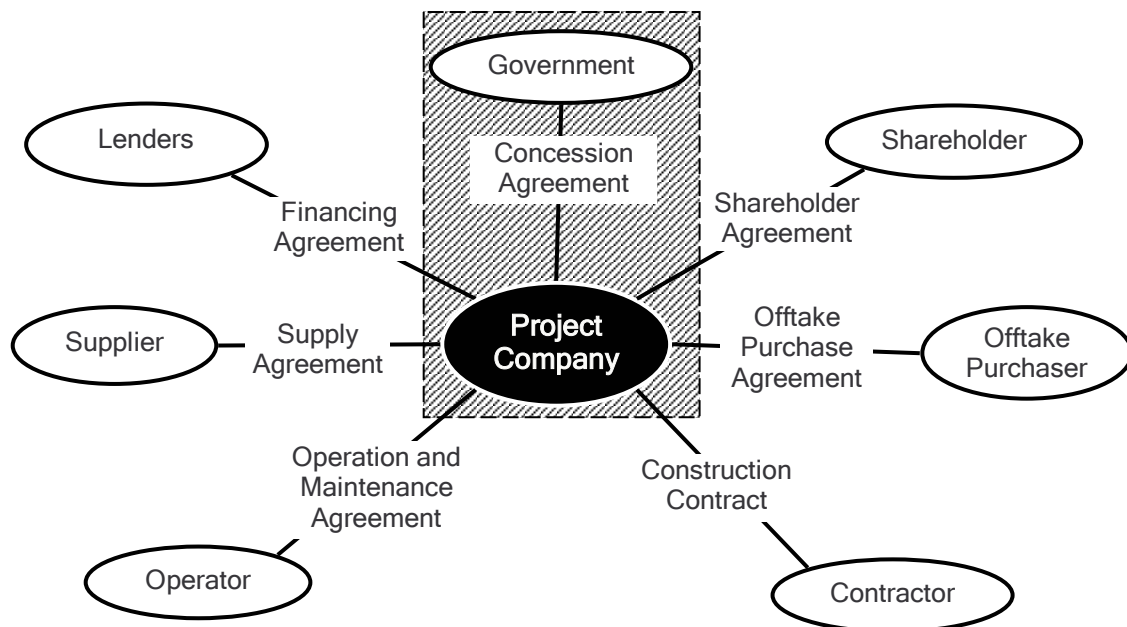 Government
Lenders
Concession
Agreement
Shareholder
Financing
Agreement
Shareholder
Agreement
Supplier
Supply
Agreement
Project
Company
Offtake
Purchase
Agreement
Offtake
Purchaser
Operation and
Maintenance
Agreement
Construction
Contract
Operator
Contractor